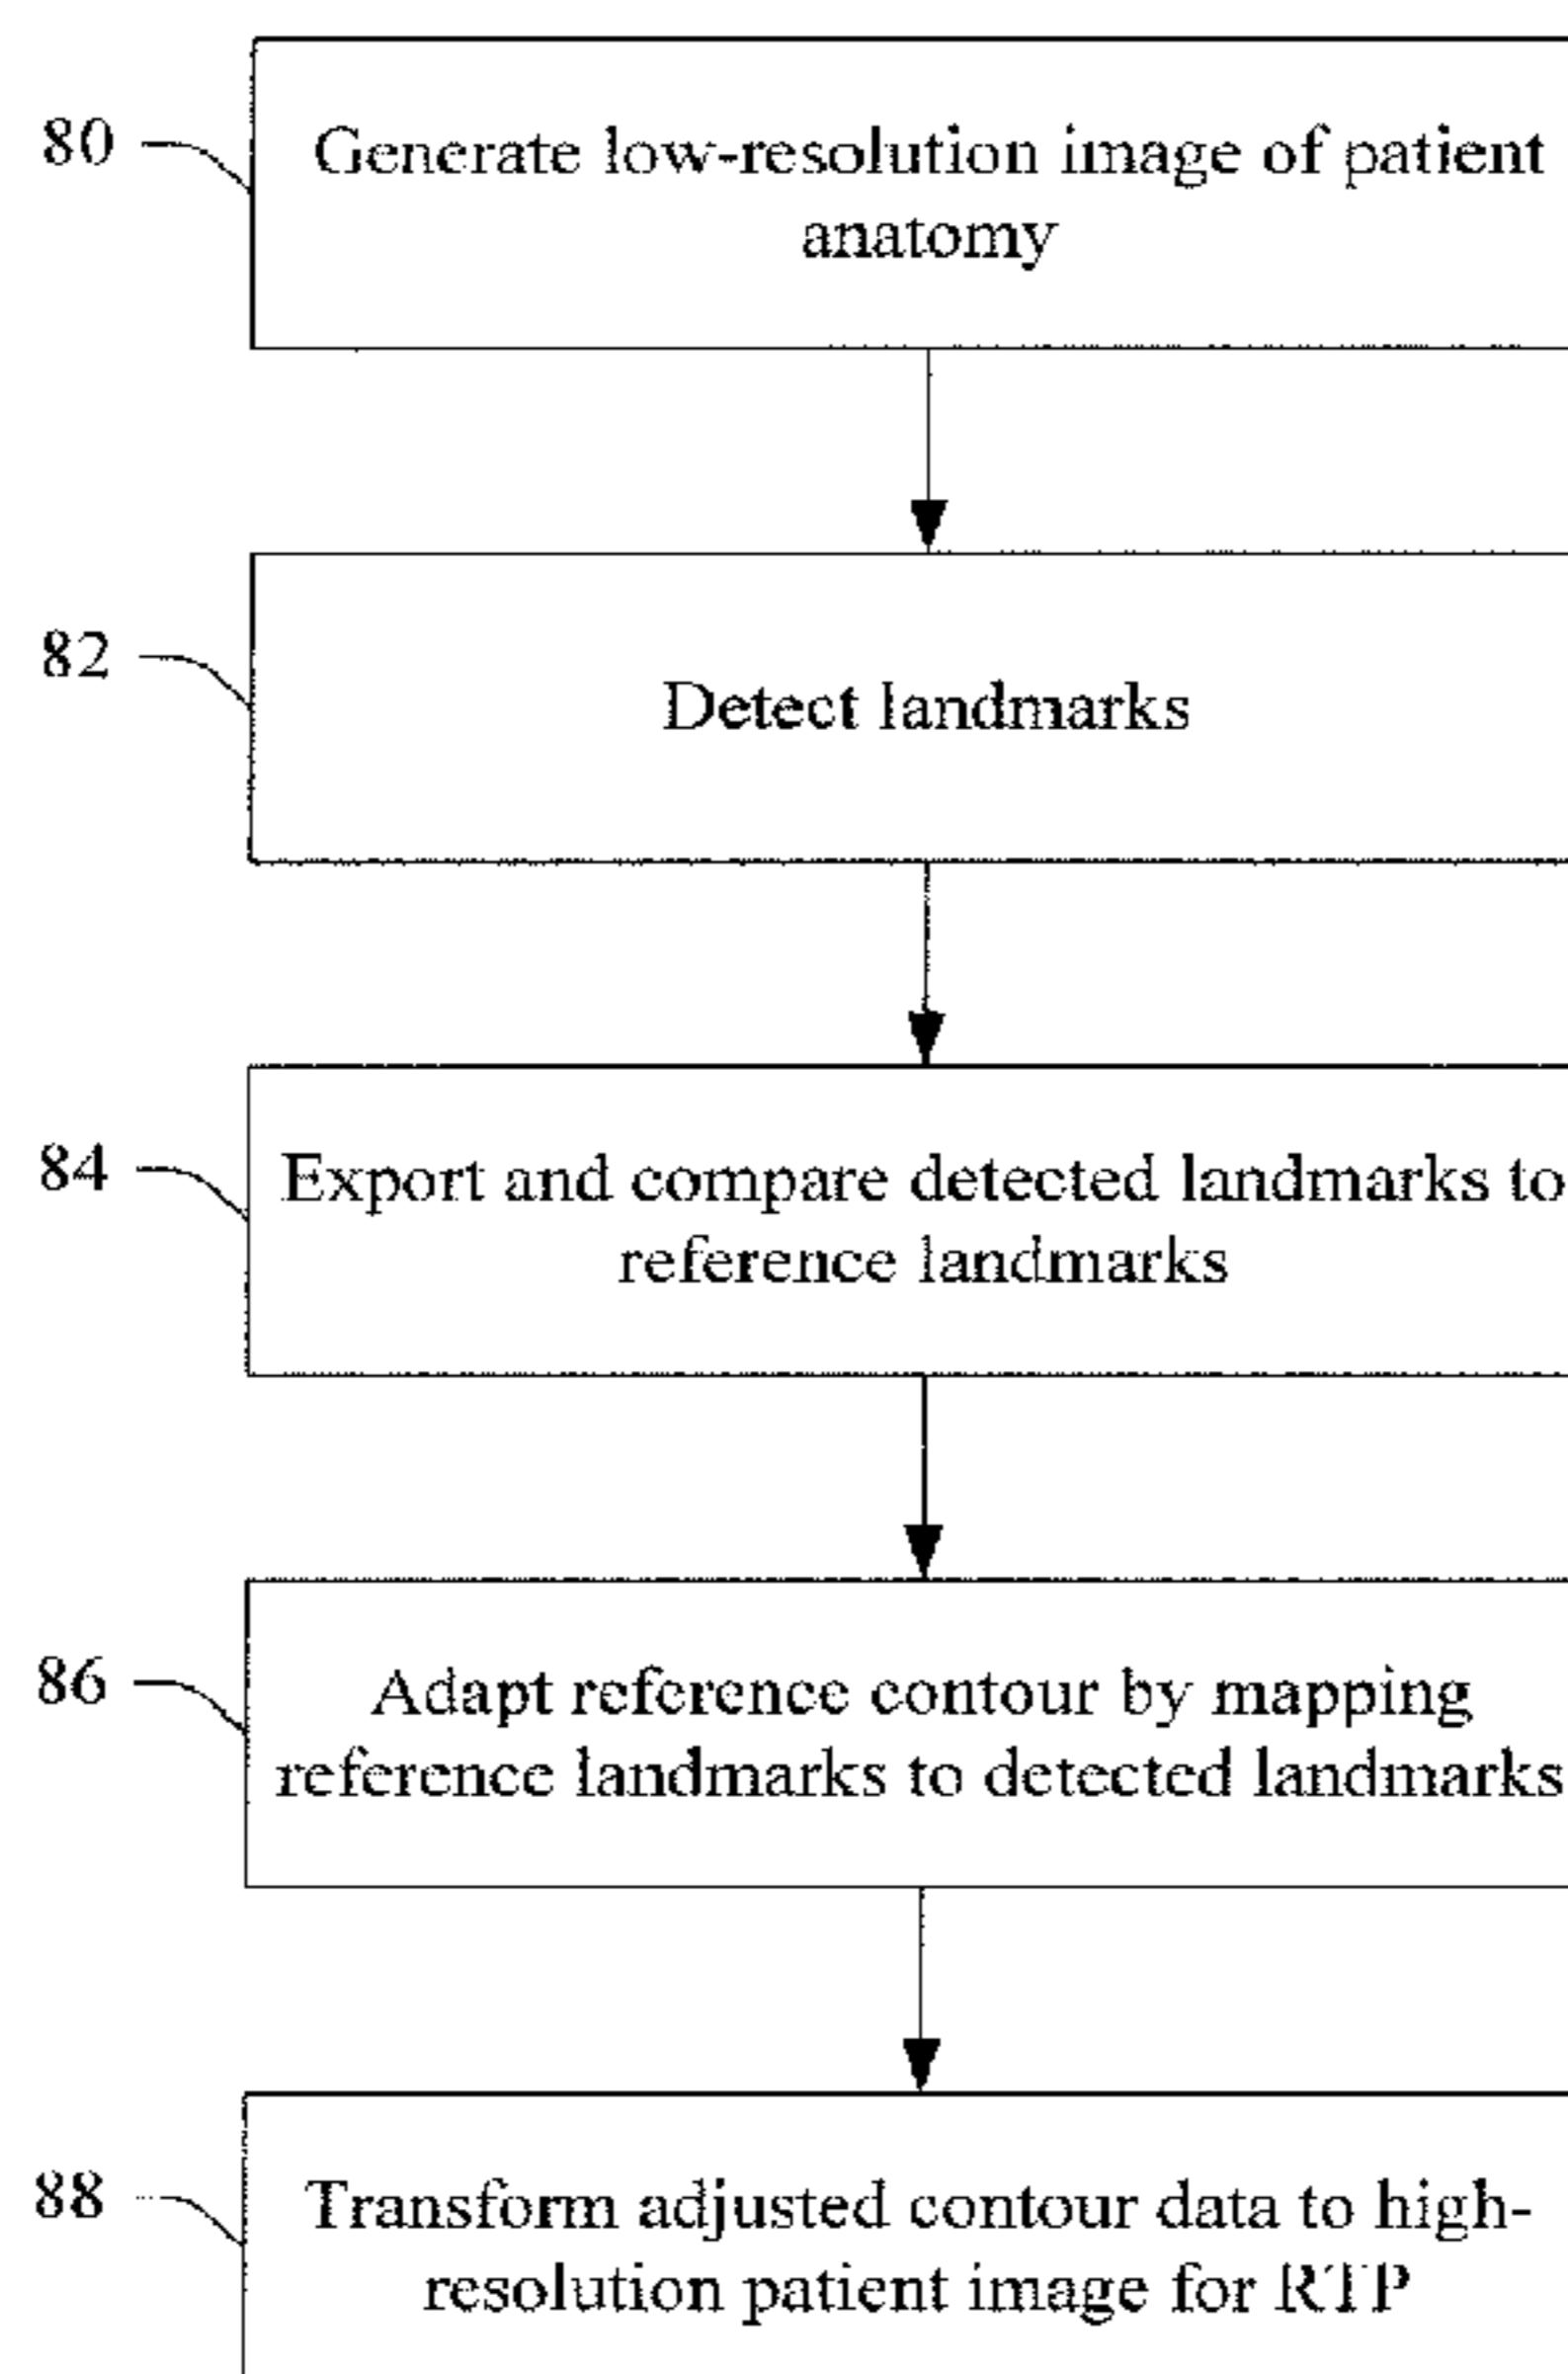 80
Generate low-resolution image of patient
anatomy
82
Detect landmarks
84
Export and compare detected landmarks to
reference landmarks
86
Adapt reference contour by mapping
reference landmarks to detected landmarks
88
Transform adjusted contour data to high-
resolution patient image for RTP